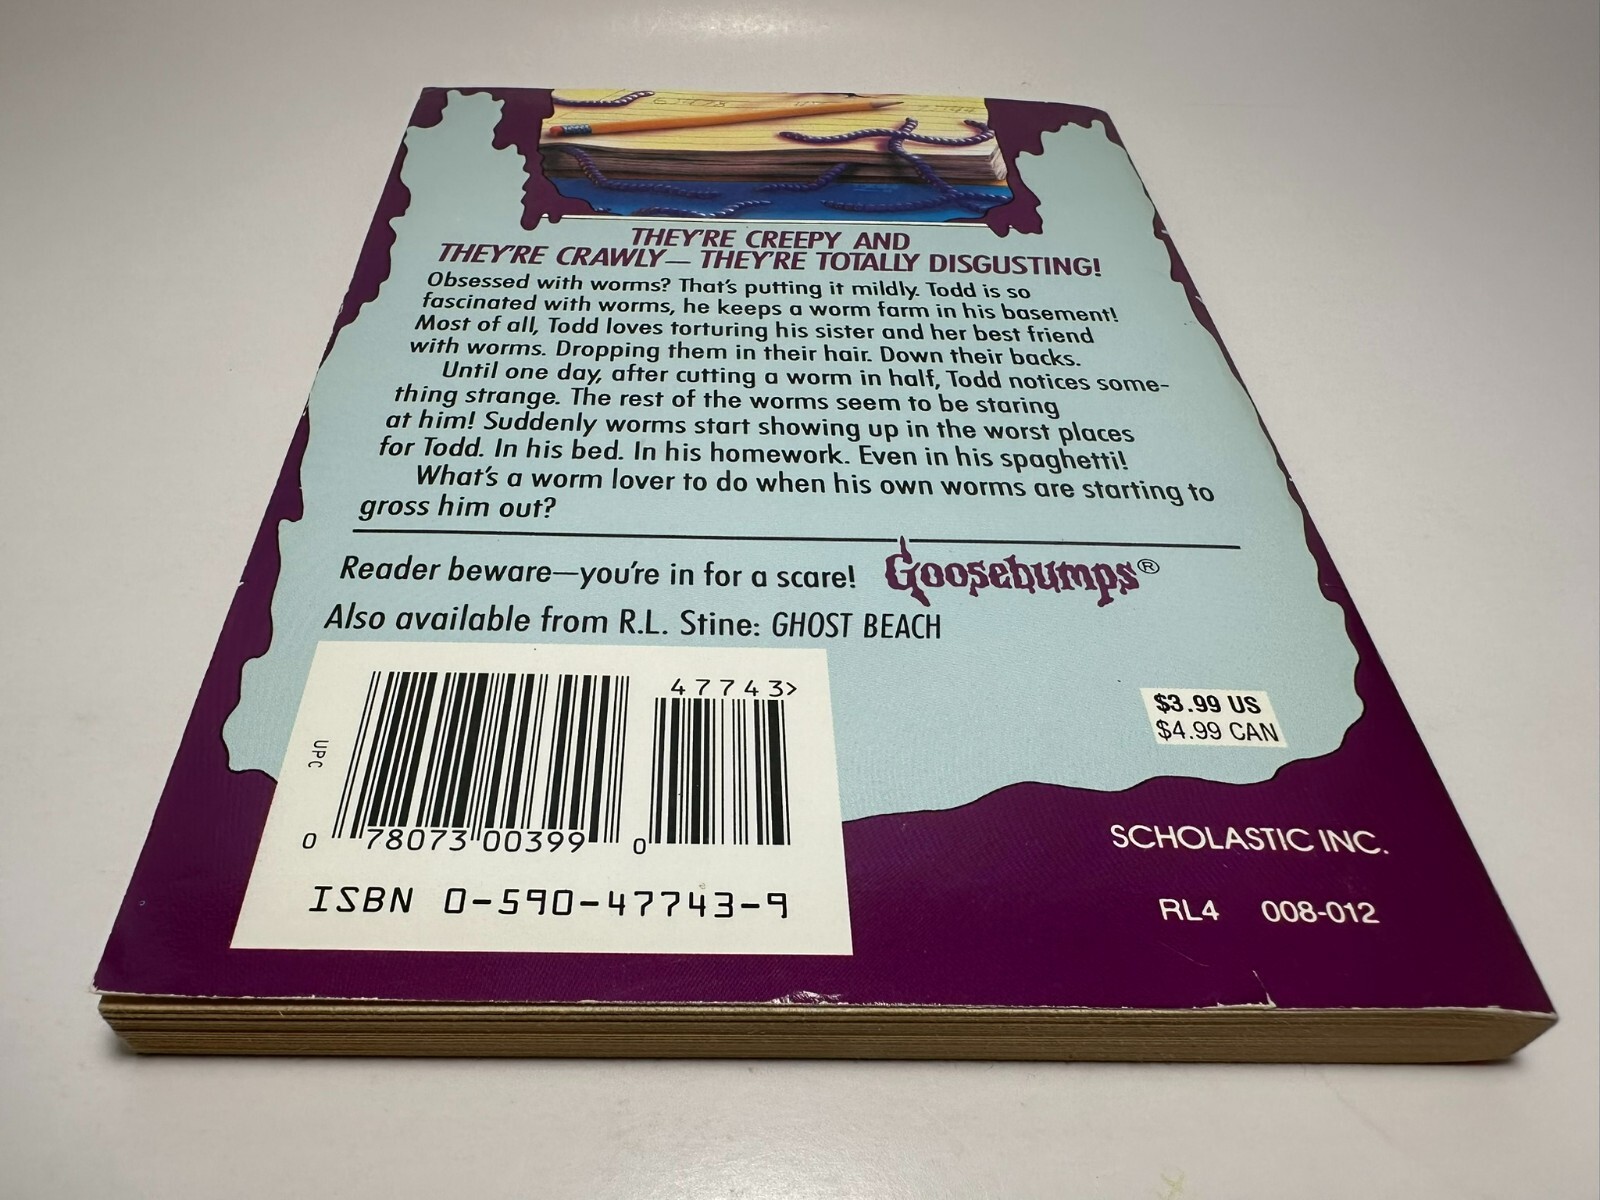 THEY'RE CREEPY AND
THEY'RE CRAWLY— THEY'RE TOTALLY DISGUSTING!
Obsessed with worms? That's putting it mildly. Todd is so
fascinated with worms, he keeps a worm farm in his basement!
Most of all, Todd loves torturing his sister and her best friend
with worms. Dropping them in their hair. Down their backs.
Until one day, after cutting a worm in half, Todd notices some-
thing strange. The rest of the worms seem to be staring
at him! Suddenly worms start showing up in the worst places
for Todd. In his bed. In his homework. Even in his spaghetti!
What's a worm lover to do when his own worms are starting to
gross him out?
Reader beware—you're in for a scare! Goosebumps®
Also available from R.L. Stine: GHOST BEACH
47743>
$3.99 US
$4.99 CAN
UPC
0 78073 00399 0
ISBN 0-590-47743-9
SCHOLASTIC INC.
RL4 008-012